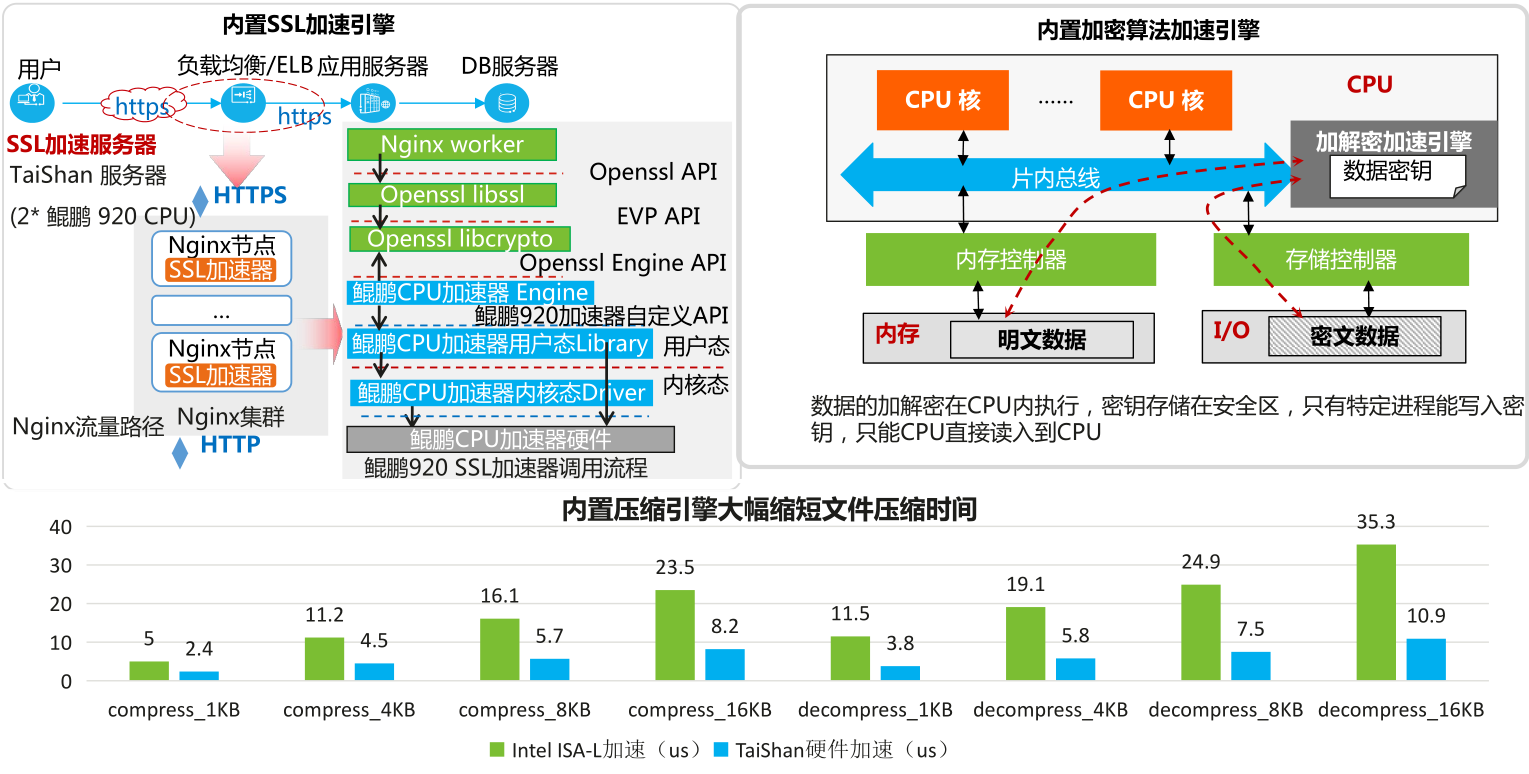 内置SSL加速引擎
用户
负载均衡/ELB
应用服务器
DB服务器
https
https
SSL加速服务器
TaiShan 服务器
(2* 鲲鹏 920 CPU)
HTTPS
Nginx节点
SSL加速器
...
Nginx节点
SSL加速器
Nginx集群
Nginx流量路径
HTTP
Nginx worker
Openssl API
Openssl libssl
EVP API
Openssl libcrypto
Openssl Engine API
鲲鹏CPU加速器 Engine
鲲鹏920加速器自定义API
鲲鹏CPU加速器用户态Library
用户态
内核态
鲲鹏CPU加速器内核态Driver
鲲鹏CPU加速器硬件
鲲鹏920 SSL加速器调用流程
内置加密算法加速引擎
CPU 核
……
CPU 核
CPU
加解密加速引擎
数据密钥
片内总线
内存控制器
存储控制器
内存
明文数据
I/O
密文数据
数据的加解密在CPU内执行，密钥存储在安全区，只有特定进程能写入密
钥，只能CPU直接读入到CPU
内置压缩引擎大幅缩短文件压缩时间
40
30
20
10
0
5
2.4
11.2
4.5
16.1
5.7
23.5
8.2
11.5
3.8
19.1
5.8
24.9
7.5
35.3
10.9
compress_1KB
compress_4KB
compress_8KB
compress_16KB
decompress_1KB
decompress_4KB
decompress_8KB
decompress_16KB
Intel ISA-L加速（us）
TaiShan硬件加速（us）